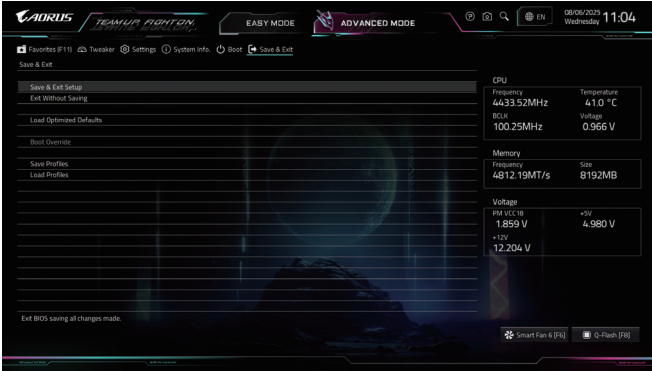 AORUS
TEAM UP. FIGHT ON.
EASY MODE
ADVANCED MODE
EN
08/06/2025
Wednesday
11:04
Favorites (F11)
Tweaker
Settings
System Info.
Boot
Save & Exit
Save & Exit
Save & Exit Setup
Exit Without Saving
Load Optimized Defaults
Boot Override
Save Profiles
Load Profiles
CPU
Frequency
Temperature
4433.52MHz
41.0 °C
BCLK
Voltage
100.25MHz
0.966 V
Memory
Frequency
Size
4812.19MT/s
8192MB
Voltage
PM VCC18
+5V
1.859 V
4.980 V
+12V
12.204 V
Exit BIOS saving all changes made.
Smart Fan 6 [F6]
Q-Flash [F8]